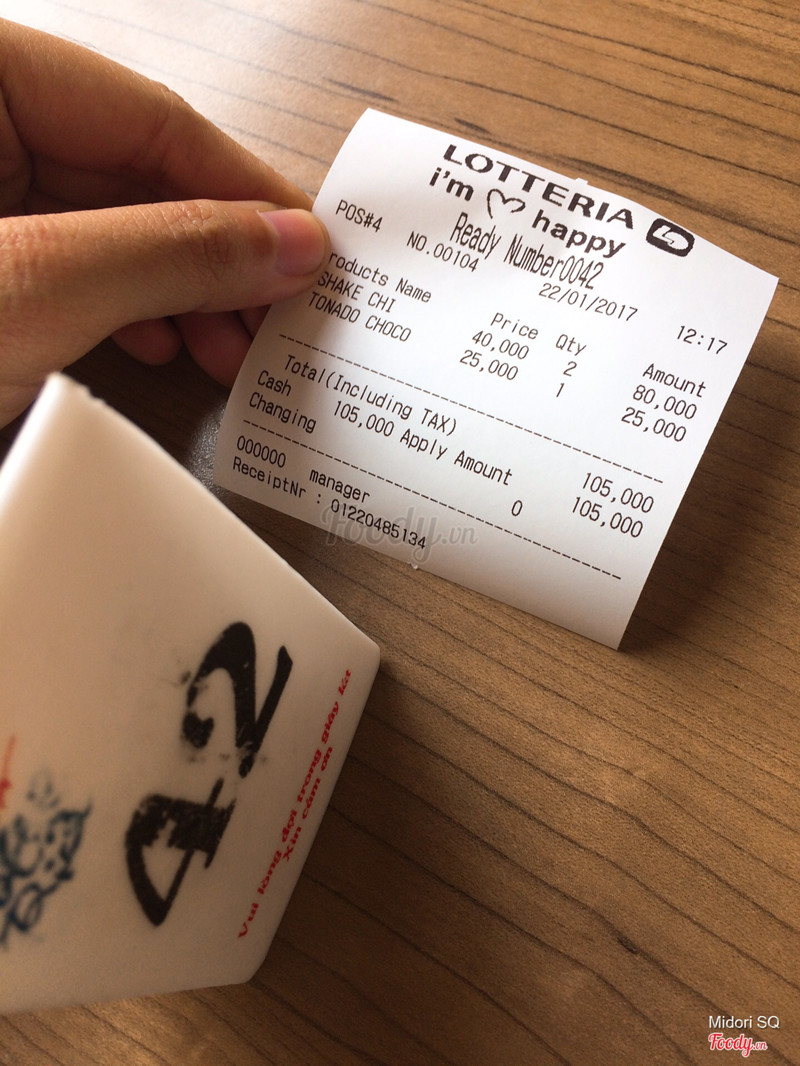 LOTTERIA
i'm happy
Ready Number0042
POS#4 NO.00104 22/01/2017 12:17
roducts Name Price Qty Amount
SHAKE CHI 40,000 2 80,000
TONADO CHOCO 25,000 1 25,000
Total(Including TAX) 105,000
Cash 105,000 Apply Amount 105,000
Changing 0
000000 manager
ReceiptNr : 01220485134
Foody.vn
42
Vui lòng đợi trong giây lát
Xin cảm ơn
Midori SQ
Foody.vn